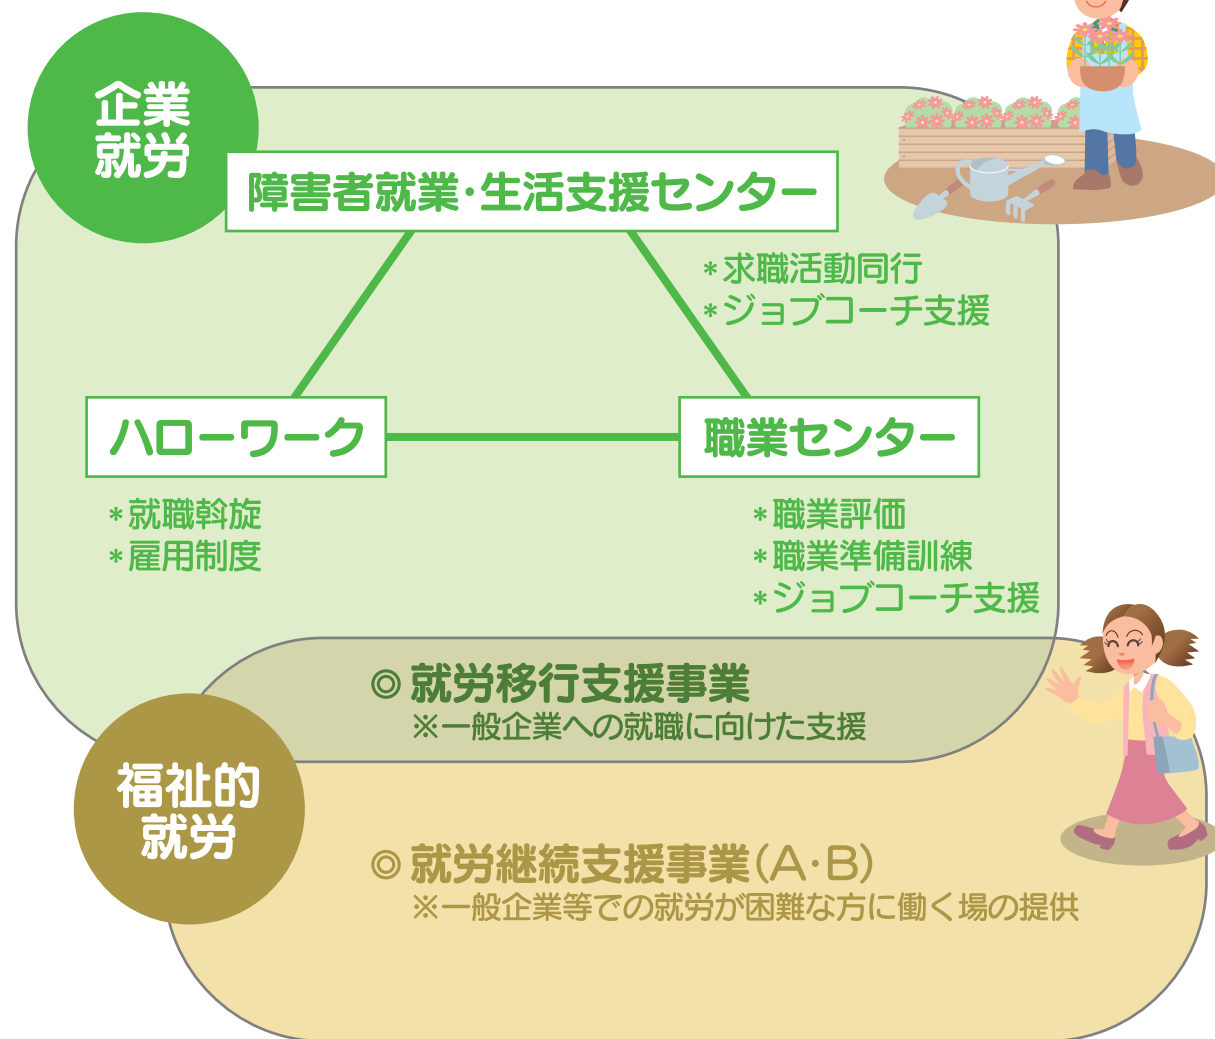 企業
就労
障害者就業・生活支援センター
*求職活動同行
*ジョブコーチ支援
ハローワーク
職業センター
*就職斡旋
*雇用制度
*職業評価
*職業準備訓練
*ジョブコーチ支援
◎就労移行支援事業
※一般企業への就職に向けた支援
福祉的
就労
◎就労継続支援事業(A・B)
※一般企業等での就労が困難な方に働く場の提供